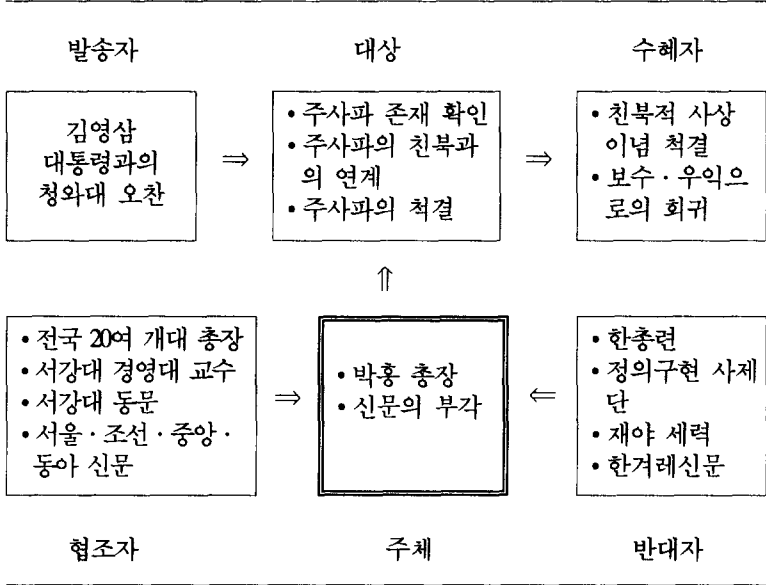 발송자 대상 수혜자
김영삼
대통령과의
청와대 오찬
⇒
• 주사파 존재 확인
• 주사파의 친북과
의 연계
• 주사파의 척결
⇒
• 친북적 사상
이념 척결
• 보수·우익으
로의 회귀
⇑
• 전국 20여 개대 총장
• 서강대 경영대 교수
• 서강대 동문
• 서울·조선·중앙·
동아 신문
⇒
• 박홍 총장
• 신문의 부각
⇐
• 한총련
• 정의구현 사제
단
• 재야 세력
• 한겨레신문
협조자 주체 반대자